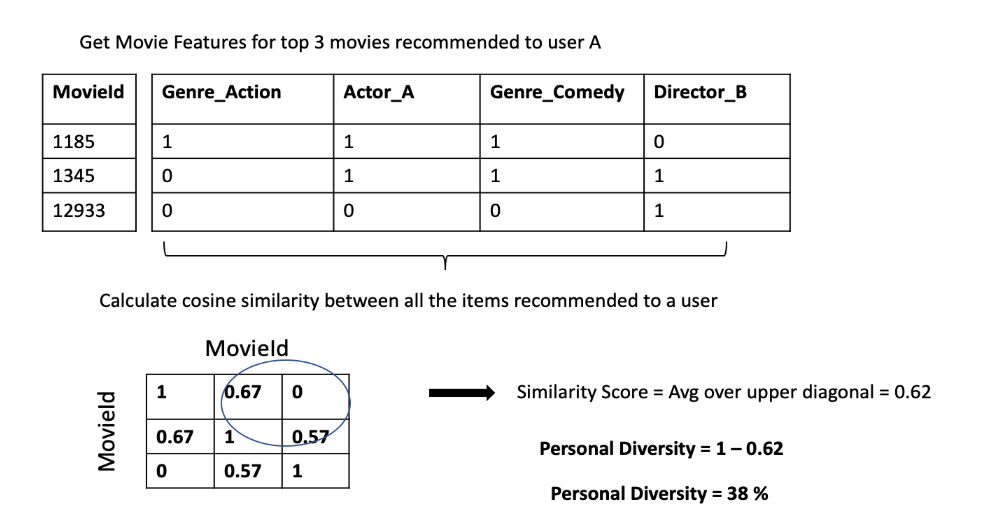 Get Movie Features for top 3 movies recommended to user A
MovieId Genre_Action Actor_A Genre_Comedy Director_B
1185 1 1 1 0
1345 0 1 1 1
12933 0 0 0 1
Calculate cosine similarity between all the items recommended to a user
MovieId
MovieId
1 0.67 0
0.67 1 0.57
0 0.57 1
Similarity Score = Avg over upper diagonal = 0.62
Personal Diversity = 1 – 0.62
Personal Diversity = 38 %